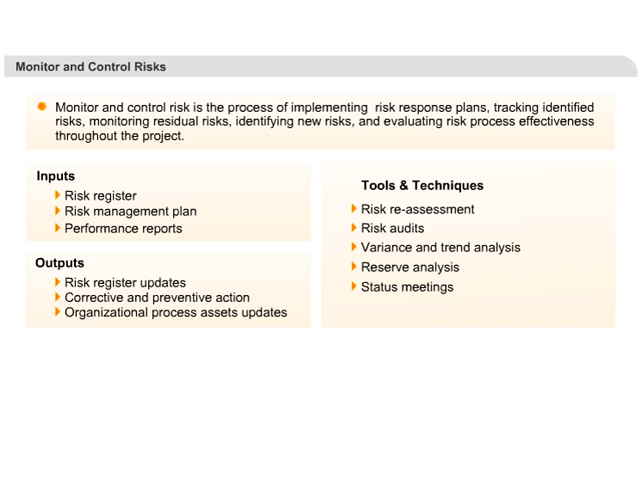 Monitor and Control Risks
Monitor and control risk is the process of implementing risk response plans, tracking identified
risks, monitoring residual risks, identifying new risks, and evaluating risk process effectiveness
throughout the project.
Inputs
Risk register
Risk management plan
Performance reports
Outputs
Risk register updates
Corrective and preventive action
Organizational process assets updates
Tools & Techniques
Risk re-assessment
Risk audits
Variance and trend analysis
Reserve analysis
Status meetings